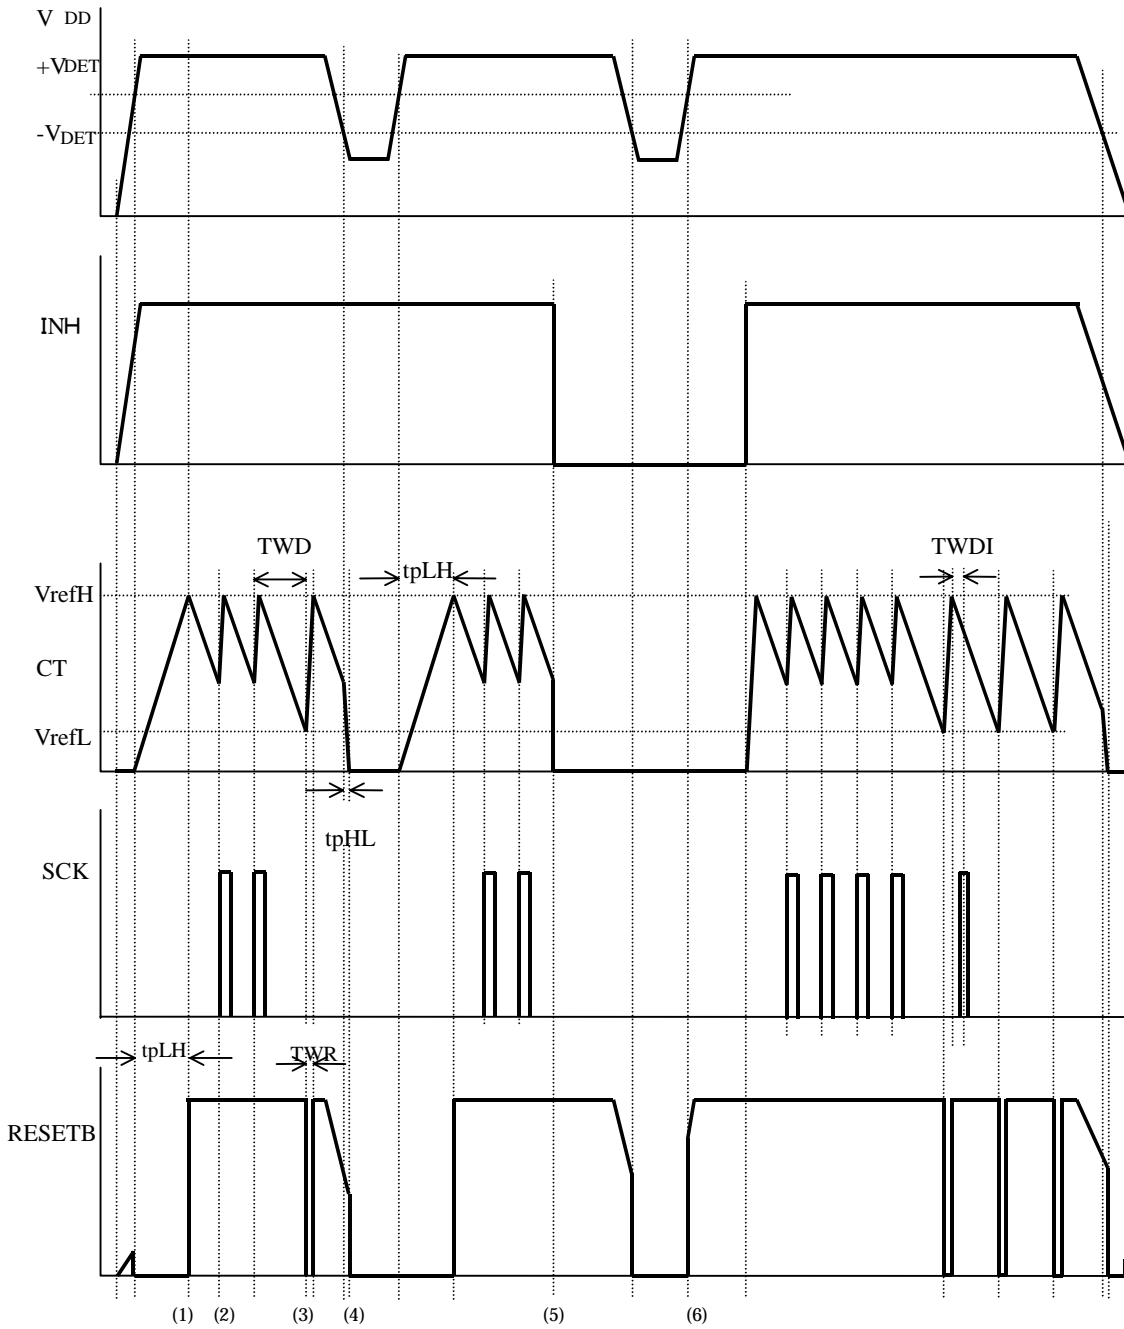 V DD
+VDET
-VDET
INH
TWD
TWDI
tpLH
VrefH
CT
VrefL
tpHL
SCK
tpLH
TWR
RESETB
(1) (2) (3) (4) (5) (6)